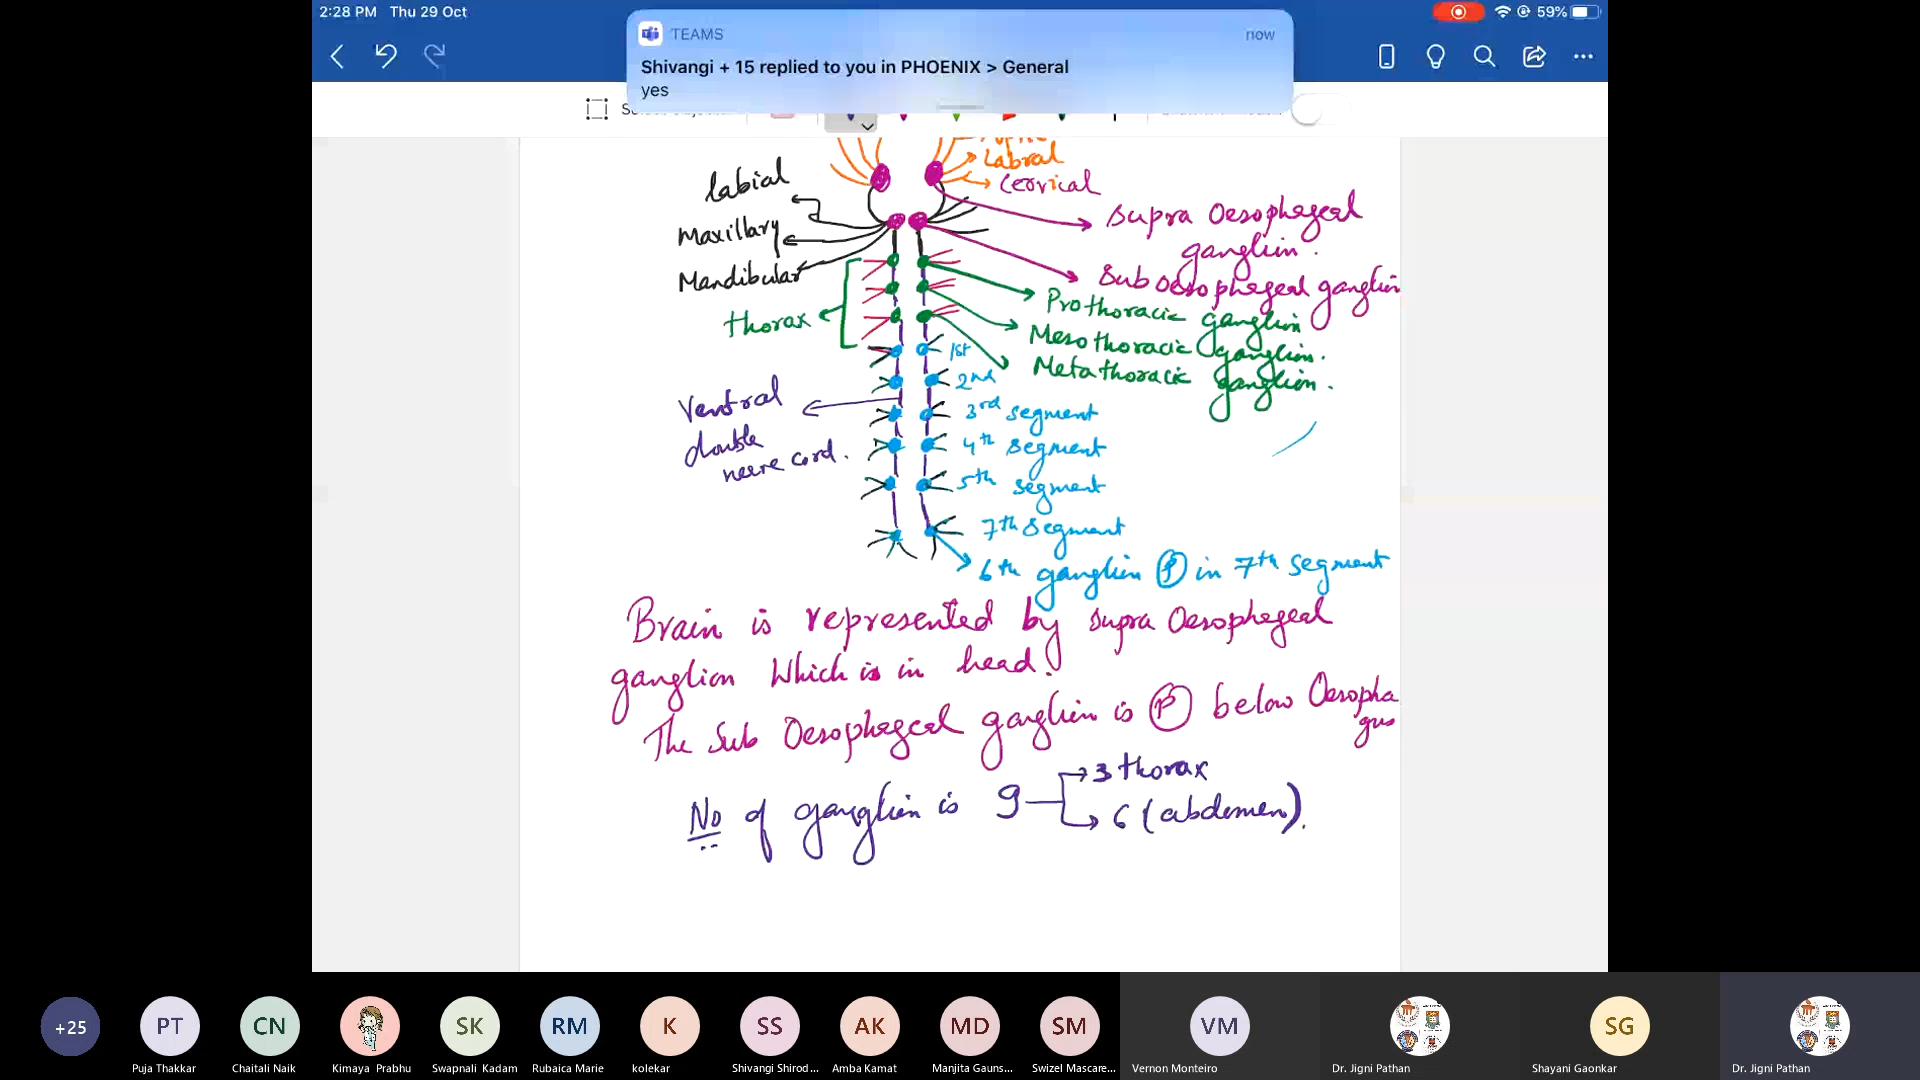 2:28 PM Thu 29 Oct
59%
TEAMS
now
Shivangi + 15 replied to you in PHOENIX > General
yes
Labral
Cervical
labial
Maxillary
Mandibular
thorax
Supra Oesophageal
ganglion.
Sub Oesophageal ganglion
Prothoracic ganglion
Mesothoracic ganglion.
Metathoracic ganglion.
1st
2nd
3rd segment
4th segment
5th segment
7th segment
6th ganglion (P) in 7th segment
Ventral
double
nerve cord.
Brain is represented by Supra Oesophageal
ganglion Which is in head.
The Sub Oesophageal ganglion is (P) below Oesopha
gus
No of ganglion is 9
3 thorax
6 (abdomen).
+25
PT
CN
SK
RM
K
SS
AK
MD
SM
VM
SG
Puja Thakkar
Chaitali Naik
Kimaya Prabhu
Swapnali Kadam
Rubaica Marie
kolekar
Shivangi Shirod...
Amba Kamat
Manjita Gauns...
Swizel Mascare...
Vernon Monteiro
Dr. Jigni Pathan
Shayani Gaonkar
Dr. Jigni Pathan